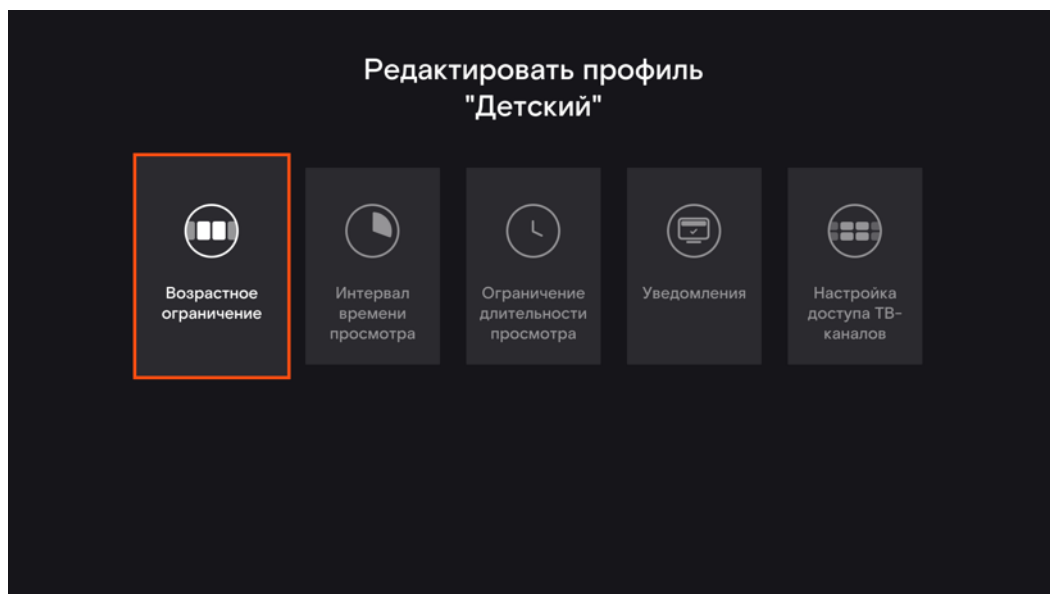 Редактировать профиль
"Детский"
Возрастное
ограничение
Интервал
времени
просмотра
Ограничение
длительности
просмотра
Уведомления
Настройка
доступа ТВ-
каналов